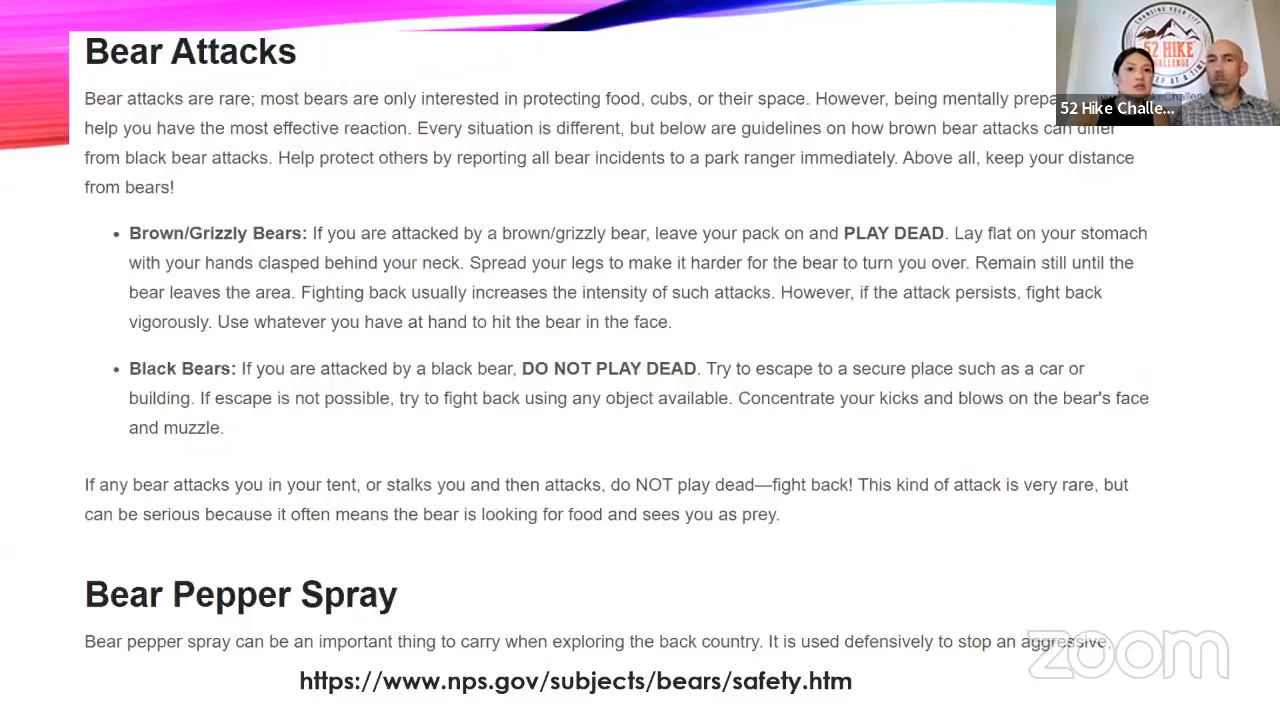 Bear Attacks
Bear attacks are rare; most bears are only interested in protecting food, cubs, or their space. However, being mentally
help you have the most effective reaction. Every situation is different, but below are guidelines on how brown bear attacks can differ
from black bear attacks. Help protect others by reporting all bear incidents to a park ranger immediately. Above all, keep your distance
from bears!
• Brown/Grizzly Bears: If you are attacked by a brown/grizzly bear, leave your pack on and PLAY DEAD. Lay flat on your stomach
with your hands clasped behind your neck. Spread your legs to make it harder for the bear to turn you over. Remain still until the
bear leaves the area. Fighting back usually increases the intensity of such attacks. However, if the attack persists, fight back
vigorously. Use whatever you have at hand to hit the bear in the face.
• Black Bears: If you are attacked by a black bear, DO NOT PLAY DEAD. Try to escape to a secure place such as a car or
building. If escape is not possible, try to fight back using any object available. Concentrate your kicks and blows on the bear's face
and muzzle.
If any bear attacks you in your tent, or stalks you and then attacks, do NOT play dead—fight back! This kind of attack is very rare, but
can be serious because it often means the bear is looking for food and sees you as prey.
Bear Pepper Spray
Bear pepper spray can be an important thing to carry when exploring the back country. It is used defensively to stop an aggressive,
https://www.nps.gov/subjects/bears/safety.htm
CHANGING YOUR LIFE
52 HIKE
CHALLENGE
AT A TIME
52 Hike Challe...
zoom